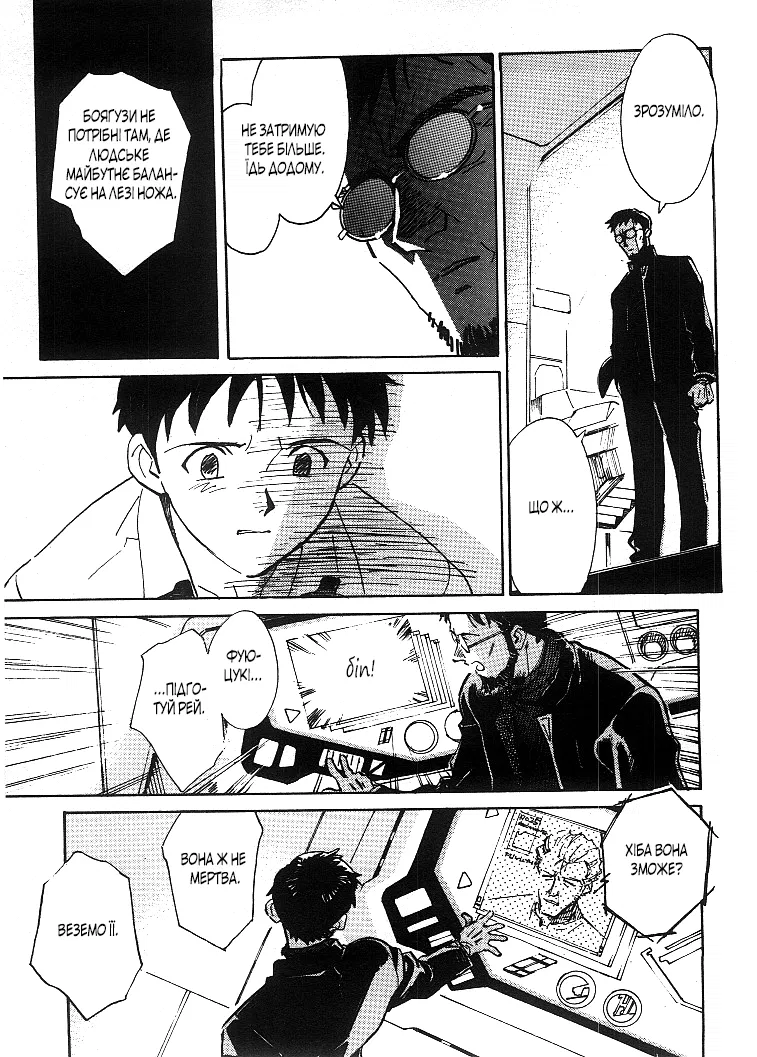 ЗРОЗУМІЛО.
ЩО Ж...
НЕ ЗАТРИМУЮ
ТЕБЕ БІЛЬШЕ.
ЇДЬ ДОДОМУ.
БОЯГУЗИ НЕ
ПОТРІБНІ ТАМ, ДЕ
ЛЮДСЬКЕ
МАЙБУТНЄ БАЛАН-
СУЄ НА ЛЕЗІ НОЖА.
біп!
ФУЮ-
ЦУКІ...
...ПІДГО-
ТУЙ РЕЙ.
ХІБА ВОНА
ЗМОЖЕ?
ВОНА Ж НЕ
МЕРТВА.
ВЕЗЕМО ЇЇ.